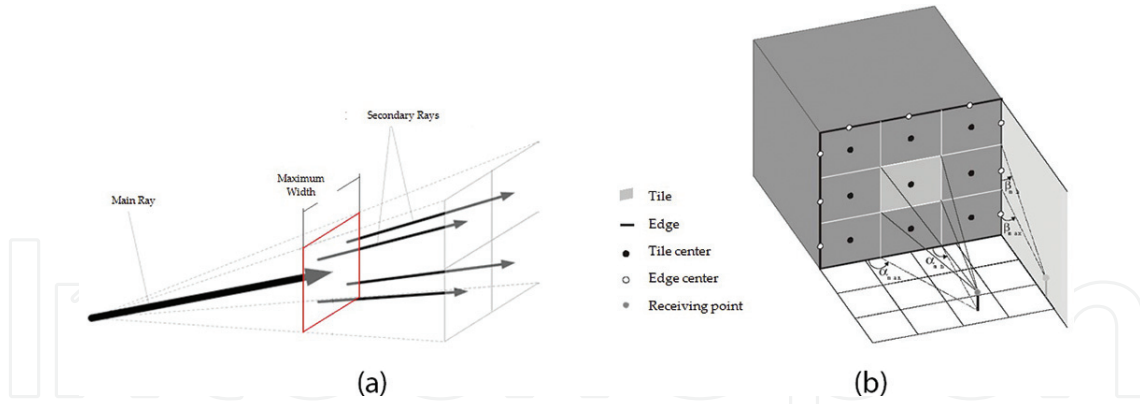 Secondary Rays
Maximum
Width
Main Ray
(a)
Tile
Edge
Tile center
Edge center
Receiving point
(b)